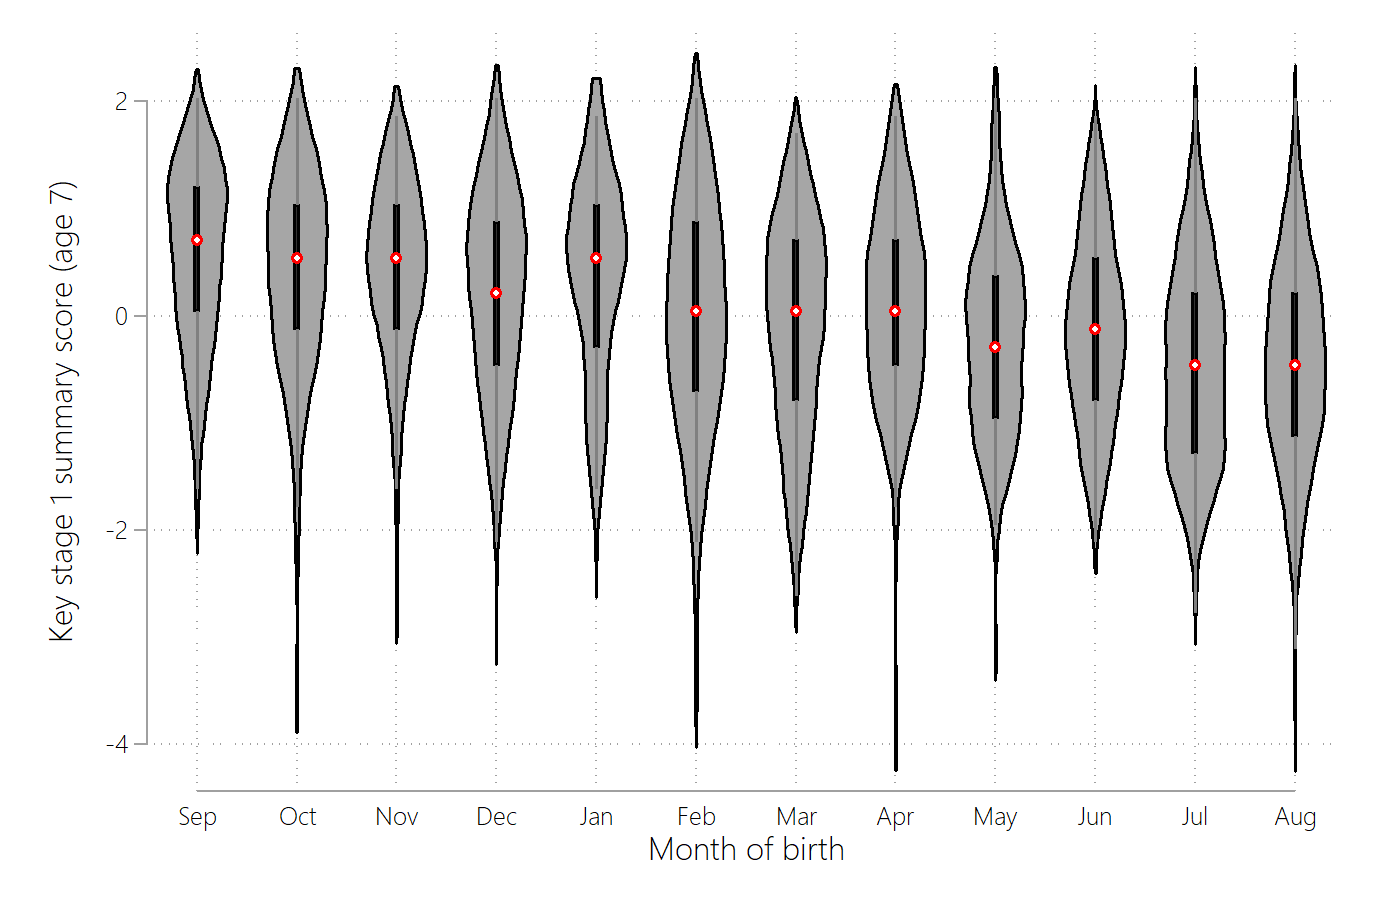 Key stage 1 summary score (age 7)
2
0
-2
-4
Sep Oct Nov Dec Jan Feb Mar Apr May Jun Jul Aug
Month of birth